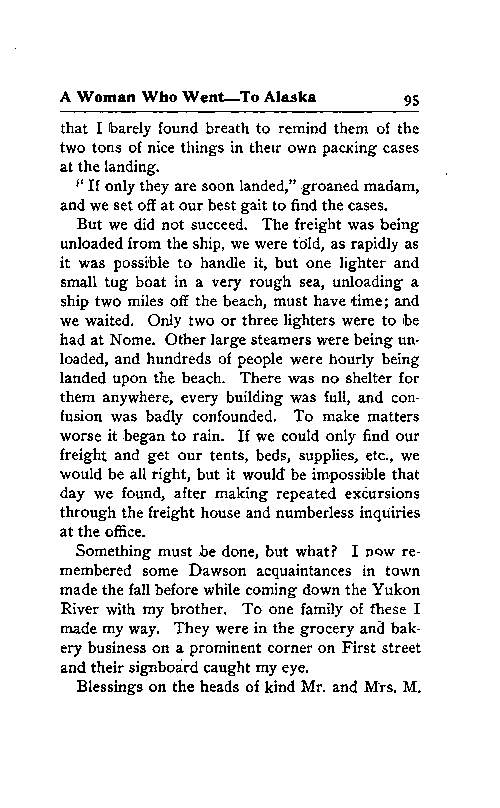 A Woman Who Went—To Alaska 95
that I barely found breath to remind them of the
two tons of nice things in their own packing cases
at the landing.
"If only they are soon landed," groaned madam,
and we set off at our best gait to find the cases.
But we did not succeed. The freight was being
unloaded from the ship, we were told, as rapidly as
it was possible to handle it, but one lighter and
small tug boat in a very rough sea, unloading a
ship two miles off the beach, must have time; and
we waited. Only two or three lighters were to be
had at Nome. Other large steamers were being un-
loaded, and hundreds of people were hourly being
landed upon the beach. There was no shelter for
them anywhere, every building was full, and con-
fusion was badly confounded. To make matters
worse it began to rain. If we could only find our
freight and get our tents, beds, supplies, etc., we
would be all right, but it would be impossible that
day we found, after making repeated excursions
through the freight house and numberless inquiries
at the office.
Something must be done, but what? I now re-
membered some Dawson acquaintances in town
made the fall before while coming down the Yukon
River with my brother. To one family of these I
made my way. They were in the grocery and bak-
ery business on a prominent corner on First street
and their signboard caught my eye.
Blessings on the heads of kind Mr. and Mrs. M.